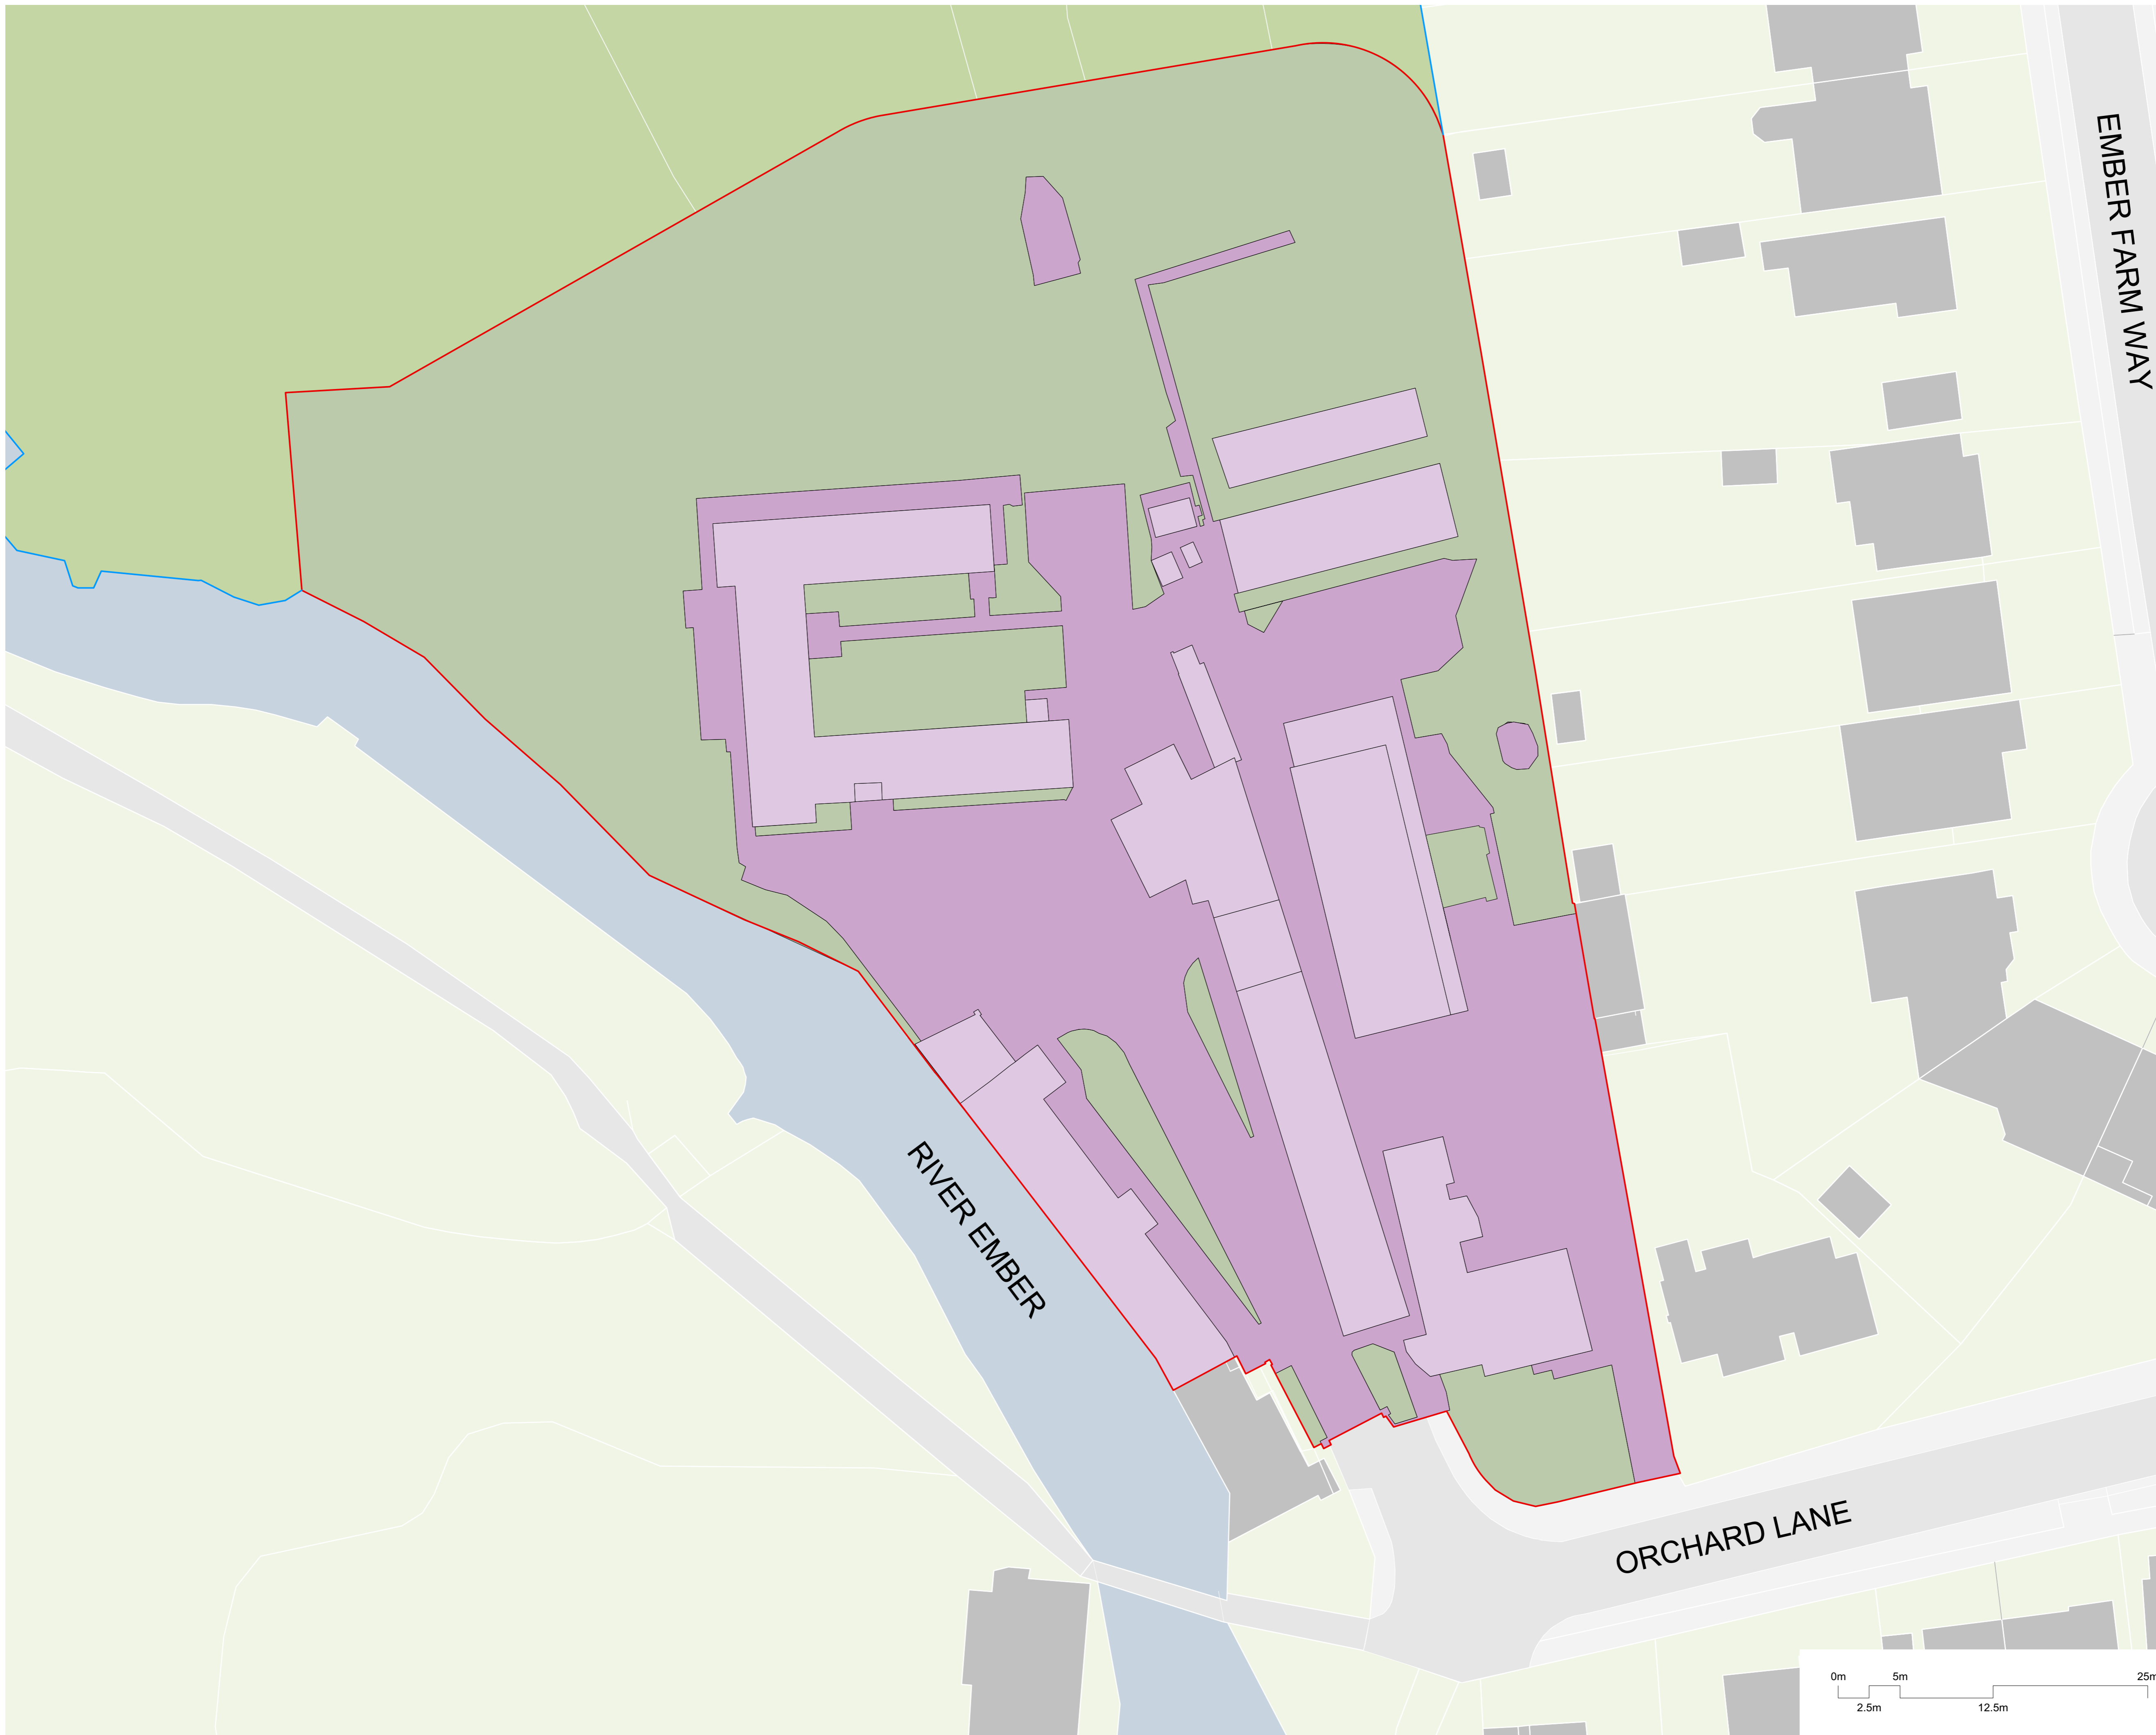 EMBER FARM WAY
RIVER EMBER
ORCHARD LANE
0m 5m 25m
2.5m 12.5m